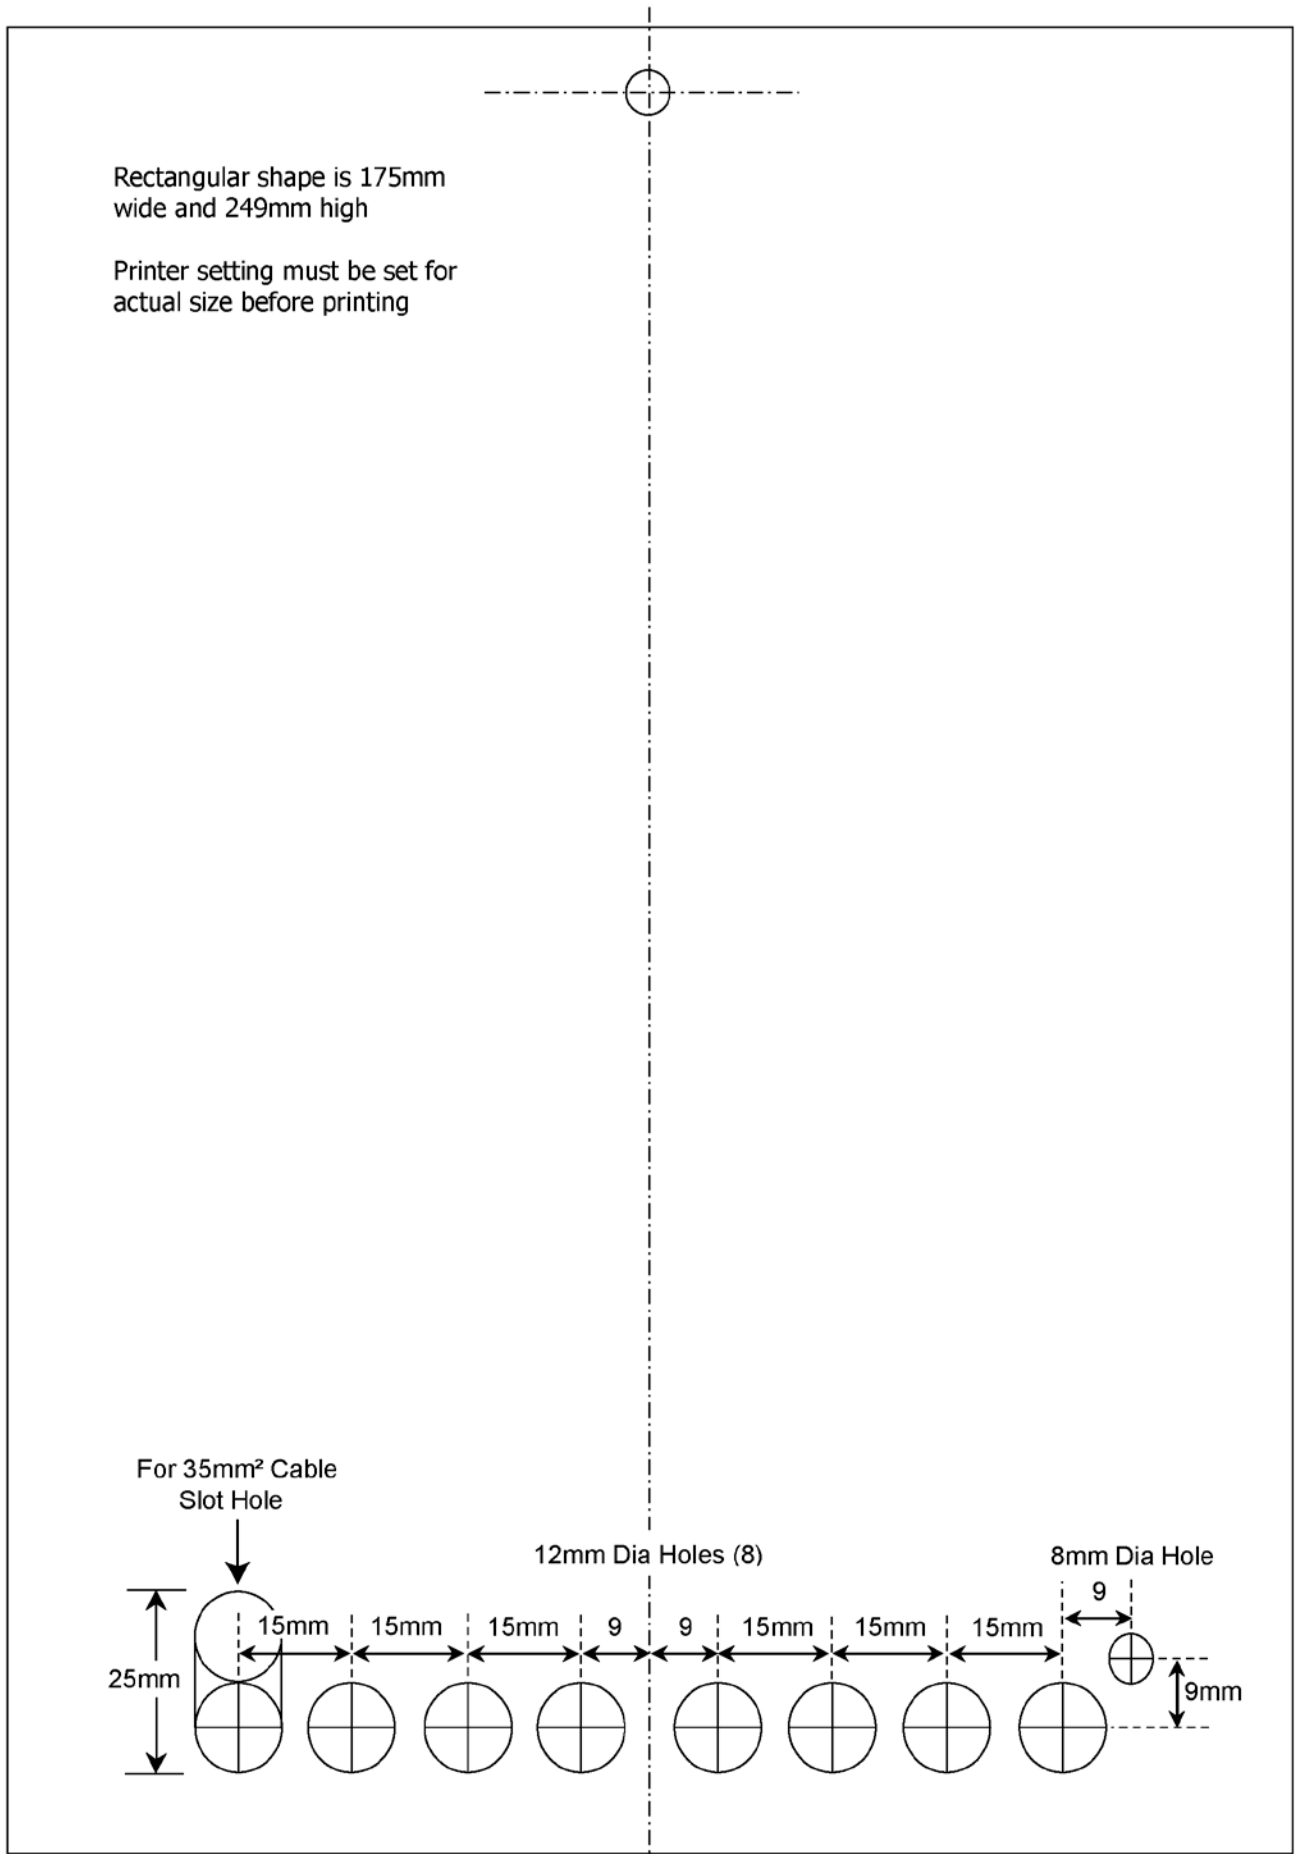 Rectangular shape is 175mm
wide and 249mm high
Printer setting must be set for
actual size before printing
For 35mm² Cable
Slot Hole
12mm Dia Holes (8)
8mm Dia Hole
9
15mm
15mm
15mm
9
9
15mm
15mm
15mm
25mm
9mm